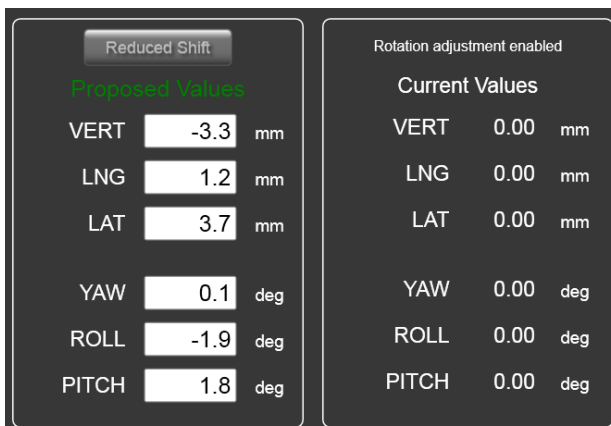 Reduced Shift
Proposed Values
VERT -3.3 mm
LNG 1.2 mm
LAT 3.7 mm
YAW 0.1 deg
ROLL -1.9 deg
PITCH 1.8 deg
Rotation adjustment enabled
Current Values
VERT 0.00 mm
LNG 0.00 mm
LAT 0.00 mm
YAW 0.00 deg
ROLL 0.00 deg
PITCH 0.00 deg